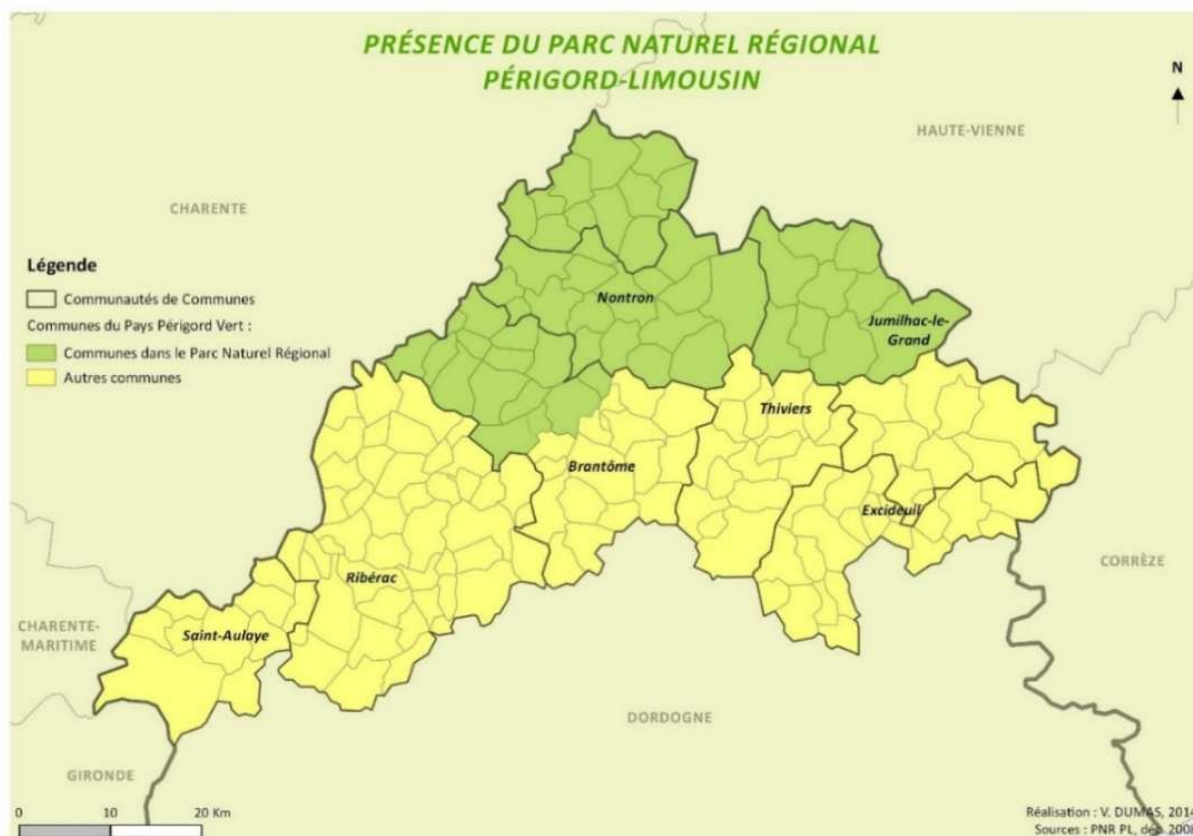 PRÉSENCE DU PARC NATUREL RÉGIONAL
PÉRIGORD-LIMOUSIN
N
HAUTE-VIENNE
CHARENTE
Légende
Communautés de Communes
Communes du Pays Périgord Vert :
Communes dans le Parc Naturel Régional
Autres communes
Nontron
Jumilhac-le-
Grand
Thiviers
Brantôme
Excideuil
Ribérac
Saint-Aulaye
CORRÈZE
CHARENTE-
MARITIME
DORDOGNE
GIRONDE
0 10 20 Km
Réalisation : V. DUMAS, 2014
Sources : PNR PL, déc. 2008